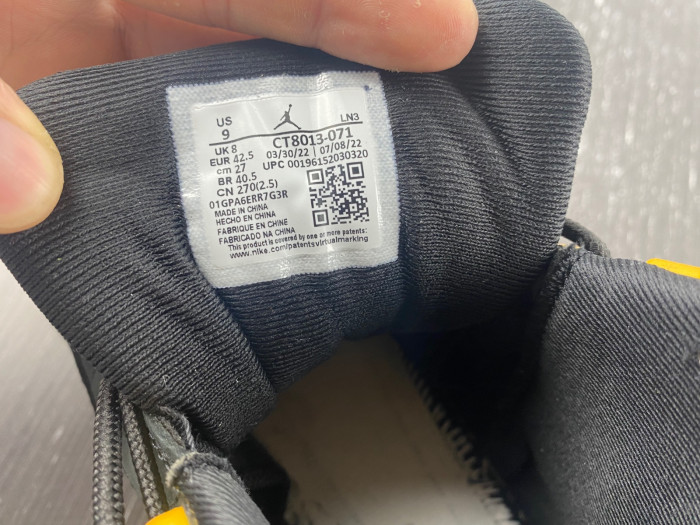 US
9
LN3
UK 8
CT8013-071
EUR 42.5
03/30/22 | 07/08/22
cm 27
UPC 00196152030320
BR 40.5
CN 270(2.5)
01GPA6ERR7G3R
MADE IN CHINA
HECHO EN CHINA
FABRIQUE EN CHINE
FABRICADO NA CHINA
This product is covered by one or more patents:
www.nike.com/patentsvirtualmarking